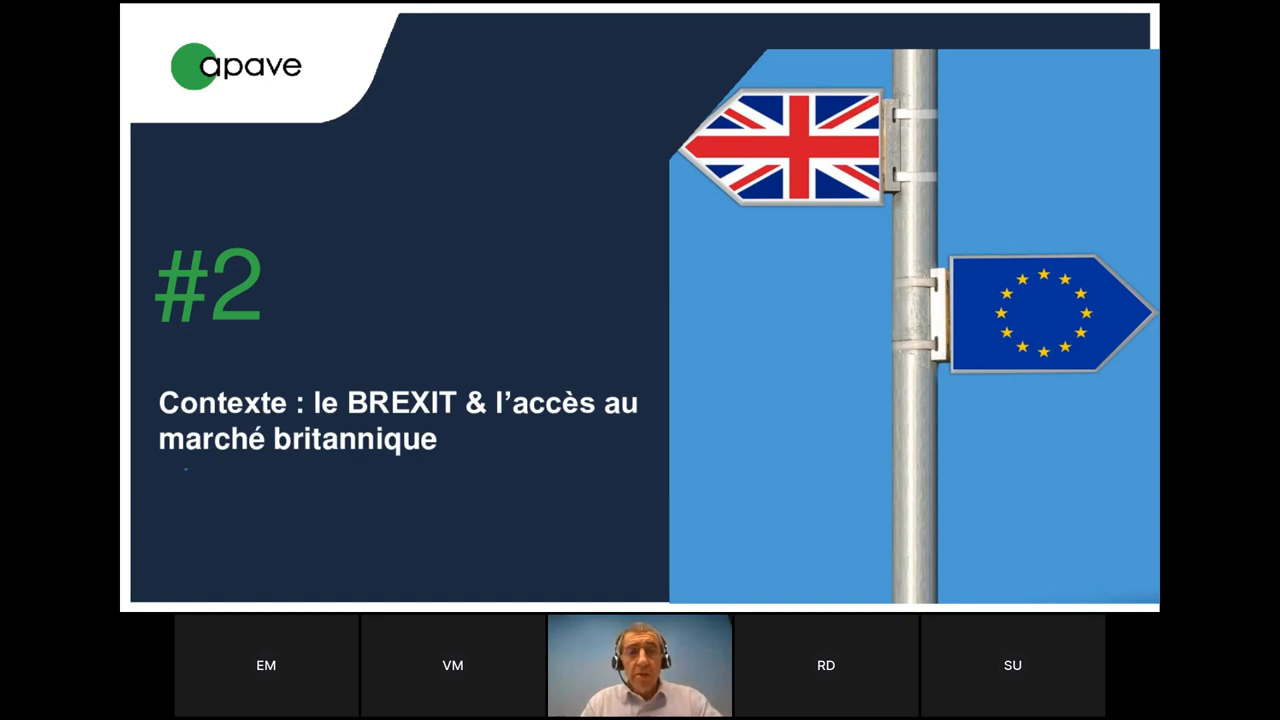 apave
#2
Contexte : le BREXIT & l’accès au
marché britannique
EM
VM
RD
SU